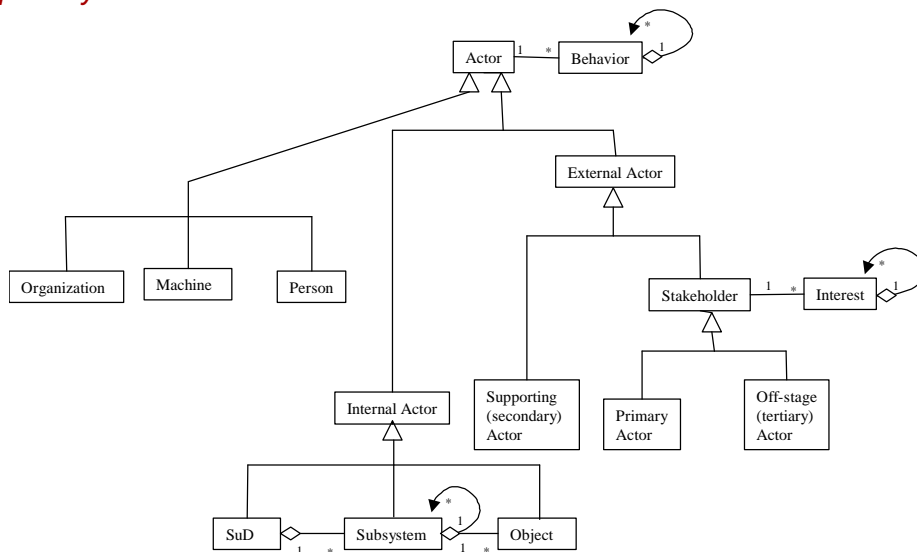 Actor
1
*
Behavior
*
1
External Actor
Organization
Machine
Person
Stakeholder
1
*
Interest
*
1
Internal Actor
Supporting
(secondary)
Actor
Primary
Actor
Off-stage
(tertiary)
Actor
SuD
1
*
Subsystem
*
1
1
*
Object